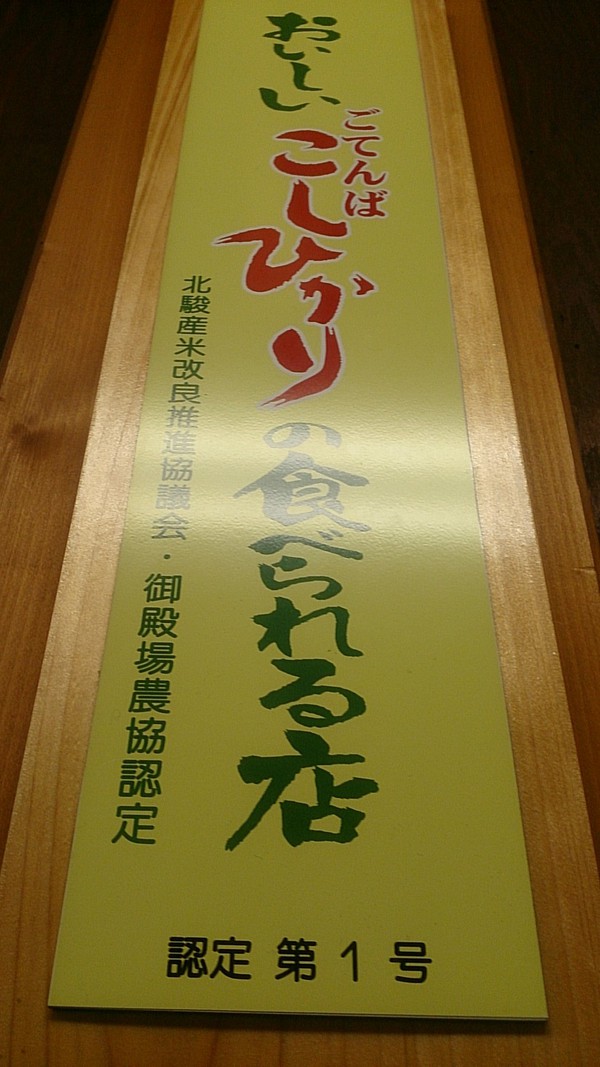 おいしい
ごてんば
こしひかり
の食べられる店
北駿産米改良推進協議会・御殿場農協認定
認定 第 1 号